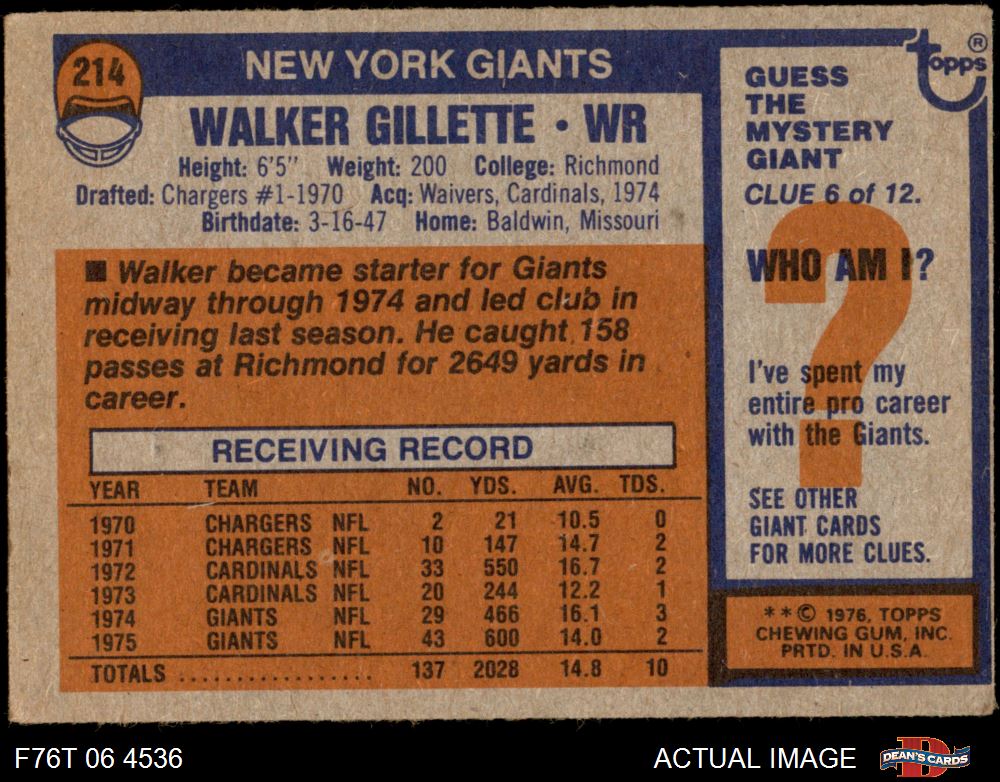 214
NEW YORK GIANTS
WALKER GILLETTE • WR
Height: 6'5" Weight: 200 College: Richmond
Drafted: Chargers #1-1970 Acq: Waivers, Cardinals, 1974
Birthdate: 3-16-47 Home: Baldwin, Missouri
■ Walker became starter for Giants
midway through 1974 and led club in
receiving last season. He caught 158
passes at Richmond for 2649 yards in
career.
RECEIVING RECORD
YEAR TEAM NO. YDS. AVG. TDS.
1970 CHARGERS NFL 2 21 10.5 0
1971 CHARGERS NFL 10 147 14.7 2
1972 CARDINALS NFL 33 550 16.7 2
1973 CARDINALS NFL 20 244 12.2 1
1974 GIANTS NFL 29 466 16.1 3
1975 GIANTS NFL 43 600 14.0 2
TOTALS ................. 137 2028 14.8 10
topps ®
GUESS
THE
MYSTERY
GIANT
CLUE 6 of 12.
?
WHO AM I?
I've spent my
entire pro career
with the Giants.
SEE OTHER
GIANT CARDS
FOR MORE CLUES.
**© 1976, TOPPS
CHEWING GUM, INC.
PRTD. IN U.S.A.
F76T 06 4536
ACTUAL IMAGE
DEAN'S CARDS